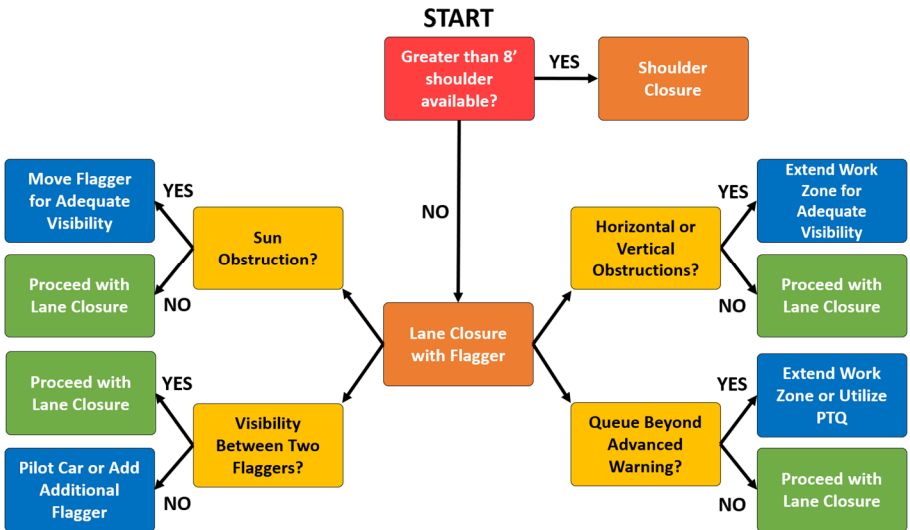 START
Greater than 8'
shoulder
available?
YES
Shoulder
Closure
NO
Move Flagger
for Adequate
Visibility
YES
Sun
Obstruction?
Proceed with
Lane Closure
NO
Horizontal or
Vertical
Obstructions?
YES
Extend Work
Zone for
Adequate
Visibility
NO
Proceed with
Lane Closure
Lane Closure
with Flagger
Proceed with
Lane Closure
YES
Visibility
Between Two
Flaggers?
Pilot Car or Add
Additional
Flagger
NO
Queue Beyond
Advanced
Warning?
YES
Extend Work
Zone or Utilize
PTQ
NO
Proceed with
Lane Closure